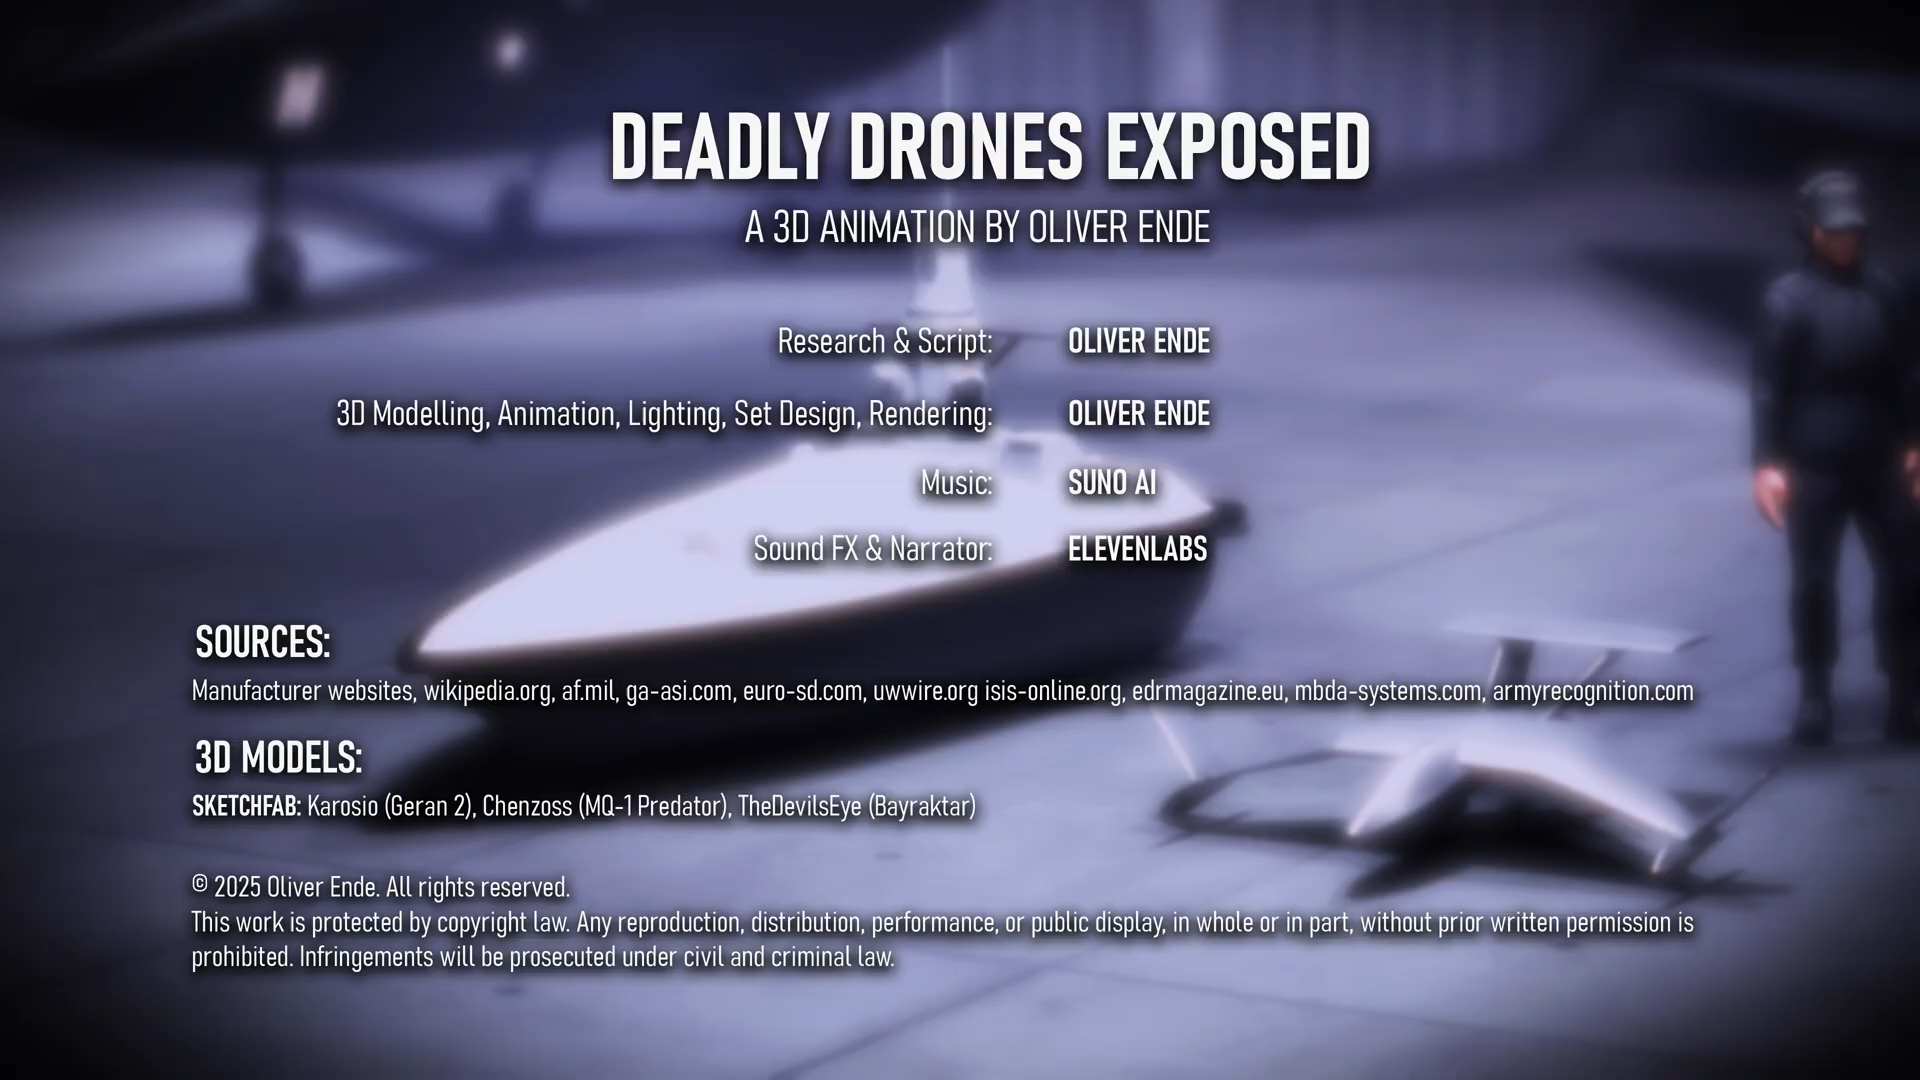 DEADLY DRONES EXPOSED
A 3D ANIMATION BY OLIVER ENDE
Research & Script: OLIVER ENDE
3D Modelling, Animation, Lighting, Set Design, Rendering: OLIVER ENDE
Music: SUNO AI
Sound FX & Narrator: ELEVENLABS
SOURCES:
Manufacturer websites, wikipedia.org, af.mil, ga-asi.com, euro-sd.com, uwwire.org isis-online.org, edrmagazine.eu, mbda-systems.com, armyrecognition.com
3D MODELS:
SKETCHFAB: Karosio (Geran 2), Chenzoss (MQ-1 Predator), TheDevilsEye (Bayraktar)
© 2025 Oliver Ende. All rights reserved.
This work is protected by copyright law. Any reproduction, distribution, performance, or public display, in whole or in part, without prior written permission is
prohibited. Infringements will be prosecuted under civil and criminal law.